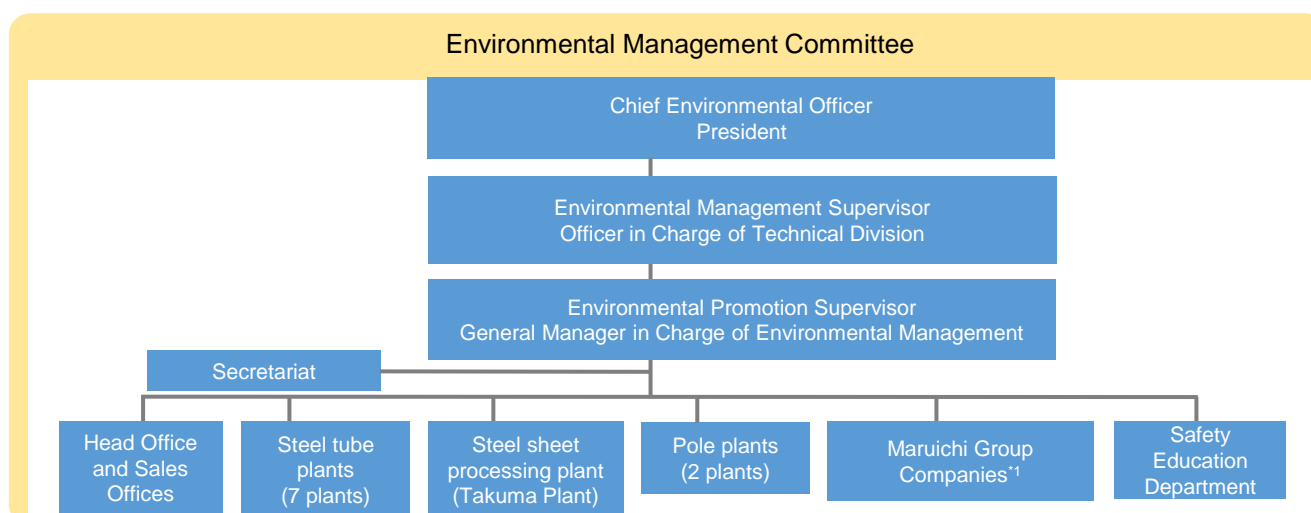 Environmental Management Committee
Chief Environmental Officer
President
Environmental Management Supervisor
Officer in Charge of Technical Division
Environmental Promotion Supervisor
General Manager in Charge of Environmental Management
Secretariat
Head Office
and Sales
Offices
Steel tube
plants
(7 plants)
Steel sheet
processing plant
(Takuma Plant)
Pole plants
(2 plants)
Maruichi Group
Companies*1
Safety
Education
Department